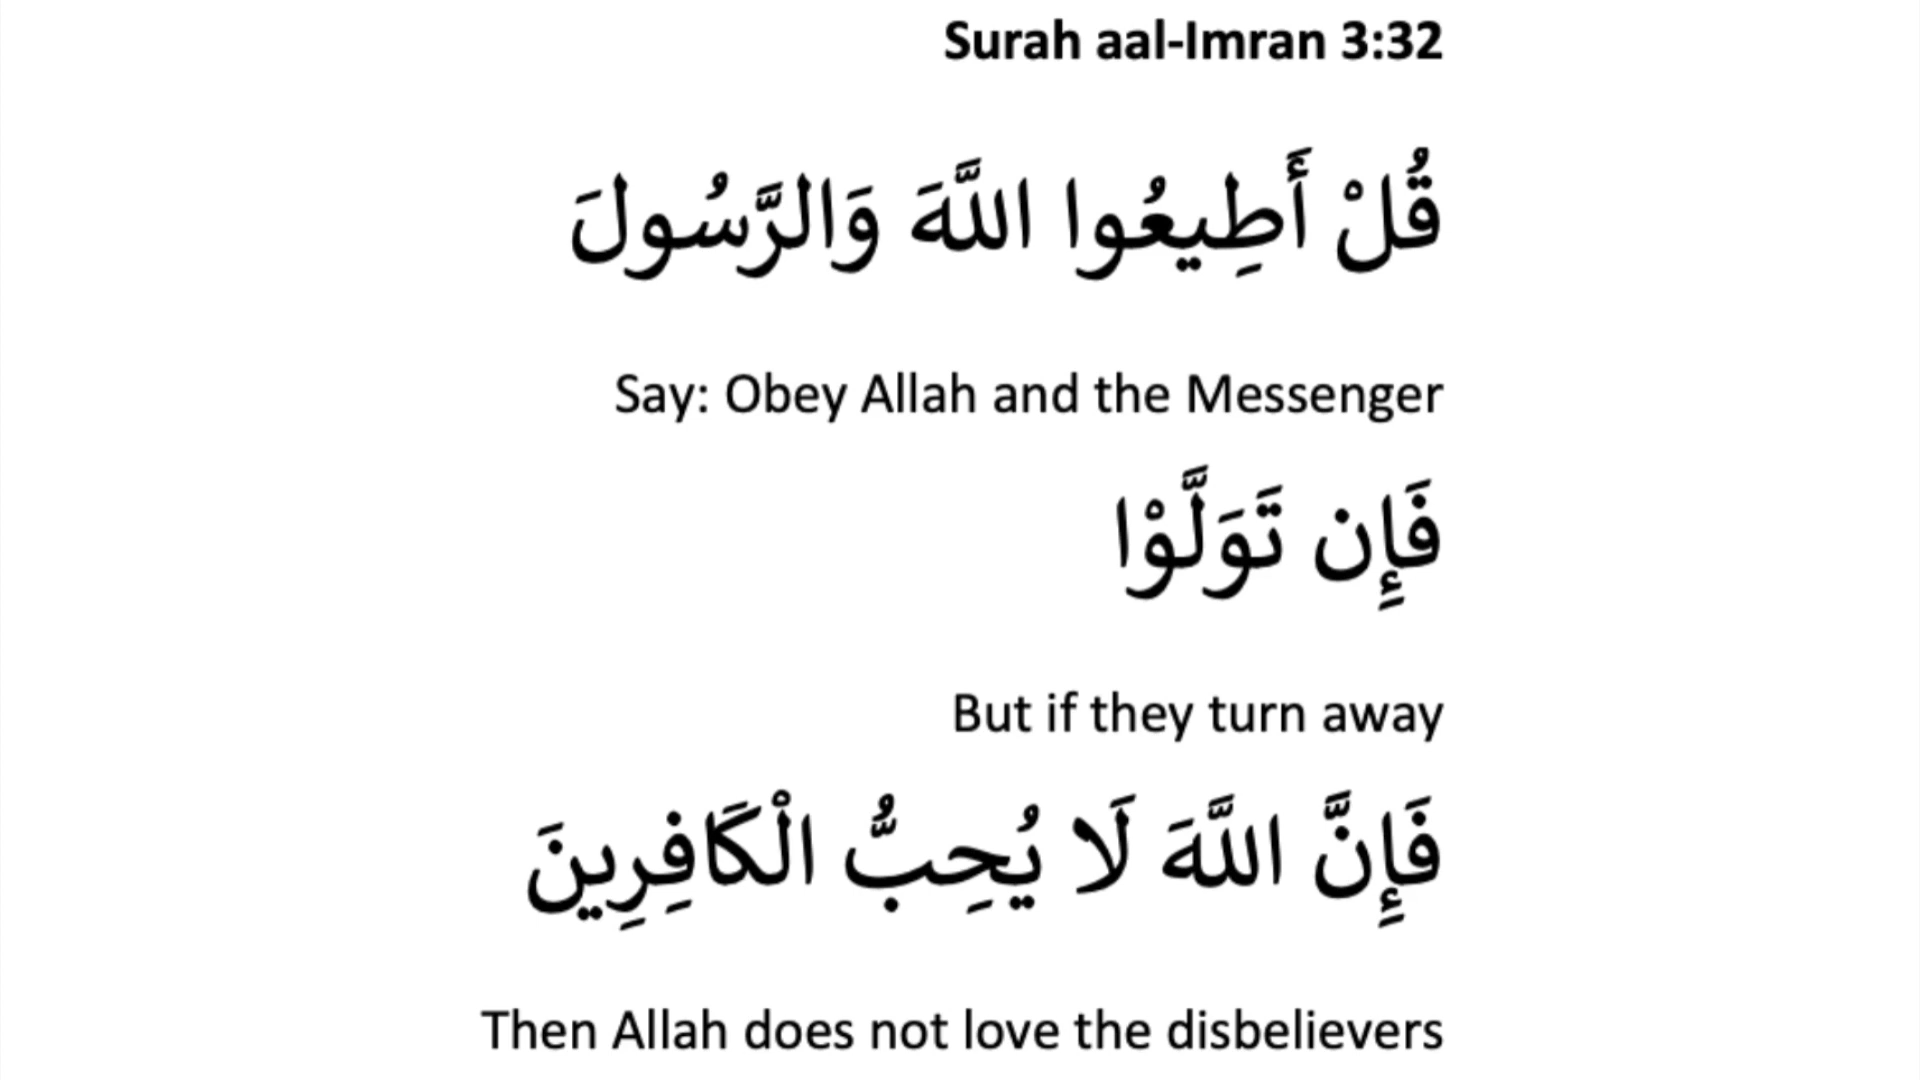 Surah aal-Imran 3:32
قُلْ أَطِيعُوا اللَّهَ وَالرَّسُولَ
Say: Obey Allah and the Messenger
فَإِن تَوَلَّوْا
But if they turn away
فَإِنَّ اللَّهَ لَا يُحِبُّ الْكَافِرِينَ
Then Allah does not love the disbelievers